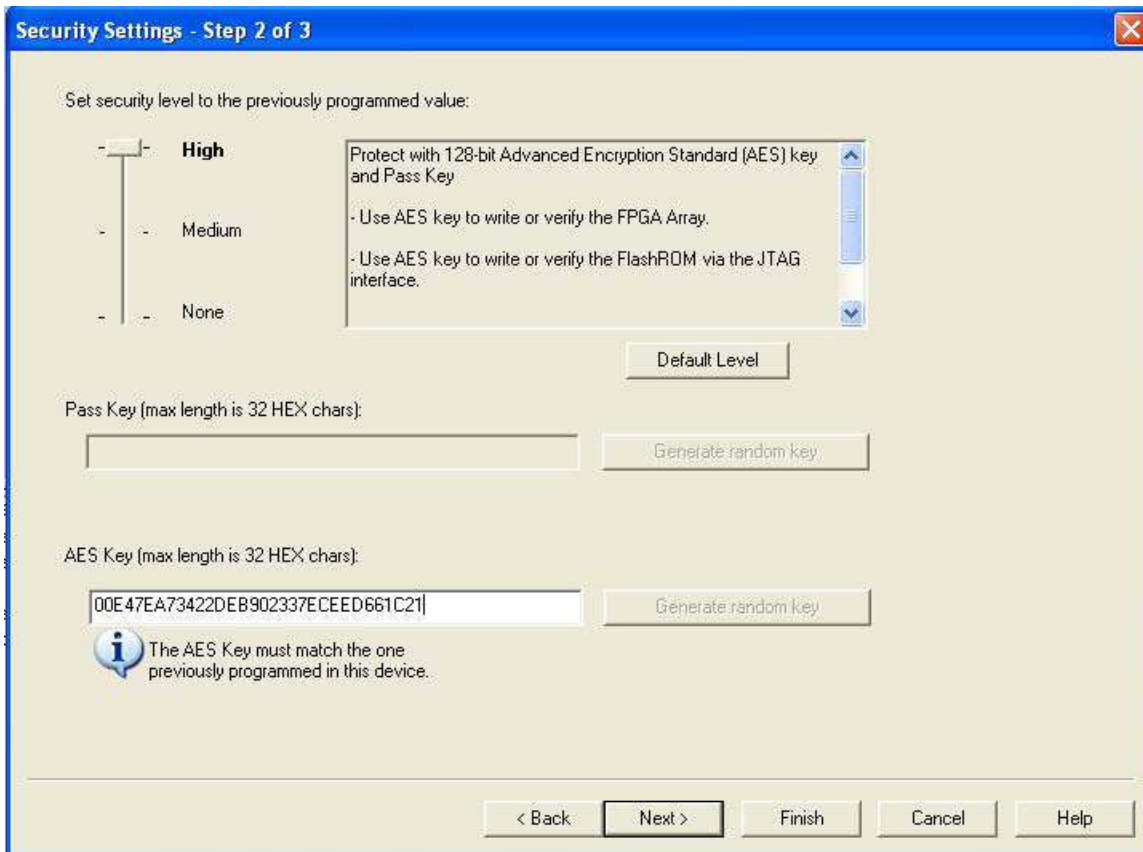 Security Settings - Step 2 of 3
Set security level to the previously programmed value:
High
Medium
None
Protect with 128-bit Advanced Encryption Standard (AES) key
and Pass Key
- Use AES key to write or verify the FPGA Array.
- Use AES key to write or verify the FlashROM via the JTAG
interface.
Default Level
Pass Key (max length is 32 HEX chars):
Generate random key
AES Key (max length is 32 HEX chars):
00E47EA73422DEB902337ECEED661C21
Generate random key
The AES Key must match the one
previously programmed in this device.
< Back
Next >
Finish
Cancel
Help